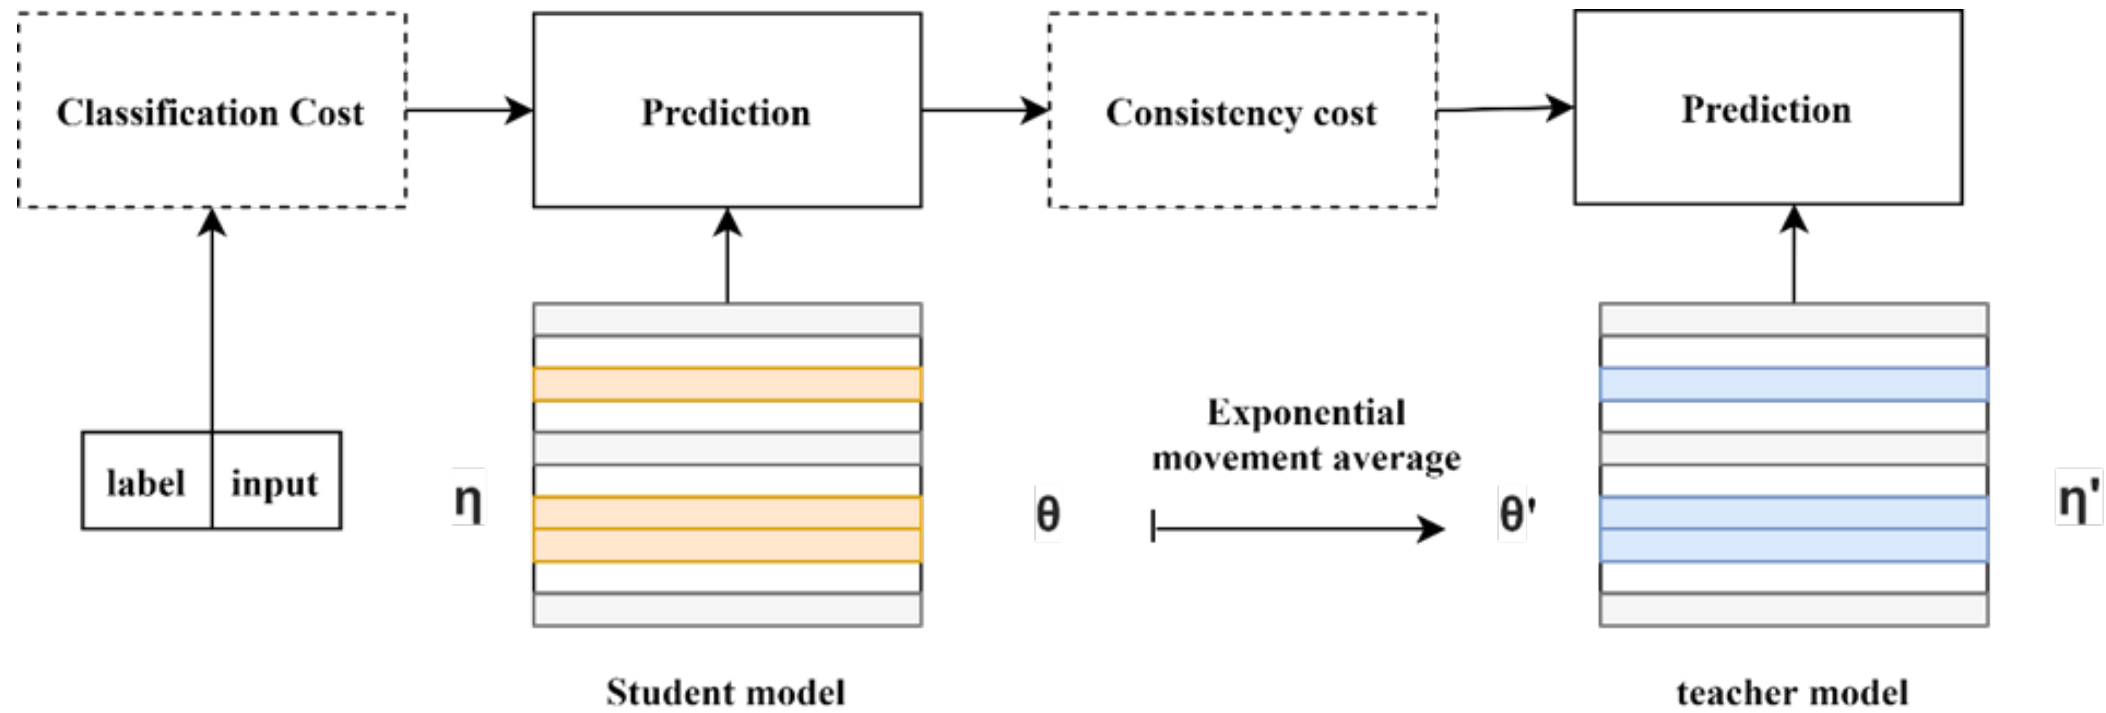 Classification Cost
Prediction
Consistency cost
Prediction
Exponential
movement average
label
input
η
θ
θ'
η'
Student model
teacher model